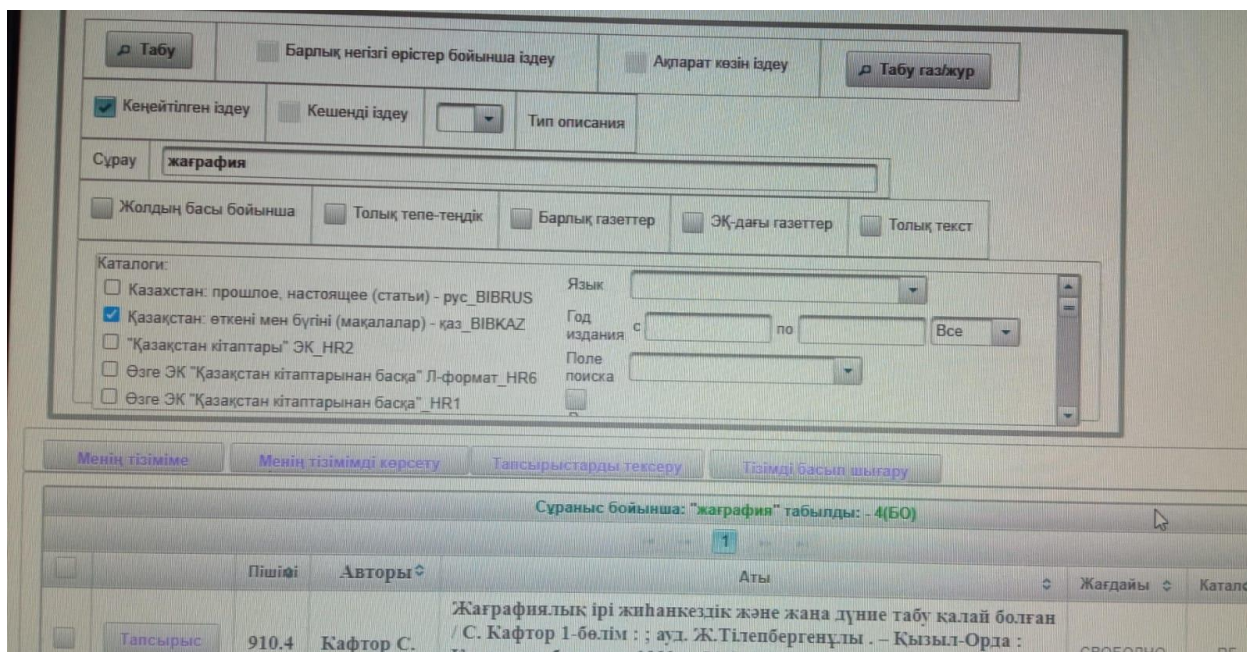 Табу Барлық негізгі өрістер бойынша іздеу Ақпарат көзін іздеу Табу газ/жур
Кеңейтілген іздеу Кешенді іздеу Тип описания
Сұрау жағрафия
Жолдың басы бойынша Толық тепе-теңдік Барлық газеттер ЭҚ-дағы газеттер Толық текст
Каталоги:
Казахстан: прошлое, настоящее (статьи) - рус_BIBRUS
Қазақстан: өткені мен бүгіні (мақалалар) - қаз_BIBKAZ
"Қазақстан кітаптары" ЭК_HR2
Өзге ЭК "Қазақстан кітаптарынан басқа" Л-формат_HR6
Өзге ЭК "Қазақстан кітаптарынан басқа"_HR1
Язык
Год издания с по Все
Поле поиска
Менің тізіміме Менің тізімімді көрсету Тапсырыстарды тексеру Тізімді басып шығару
Сұраныс бойынша: "жағрафия" табылды: - 4(БО)
1
Пішімі Авторы Аты Жағдайы
Тапсырыс 910.4 Кафтор С.
Жағрафиялық ірі жиһанкездік және жана дүние табу қалай болған
/ С. Кафтор 1-бөлім : ; ауд. Ж.Тілепбергенұлы . – Қызыл-Орда :